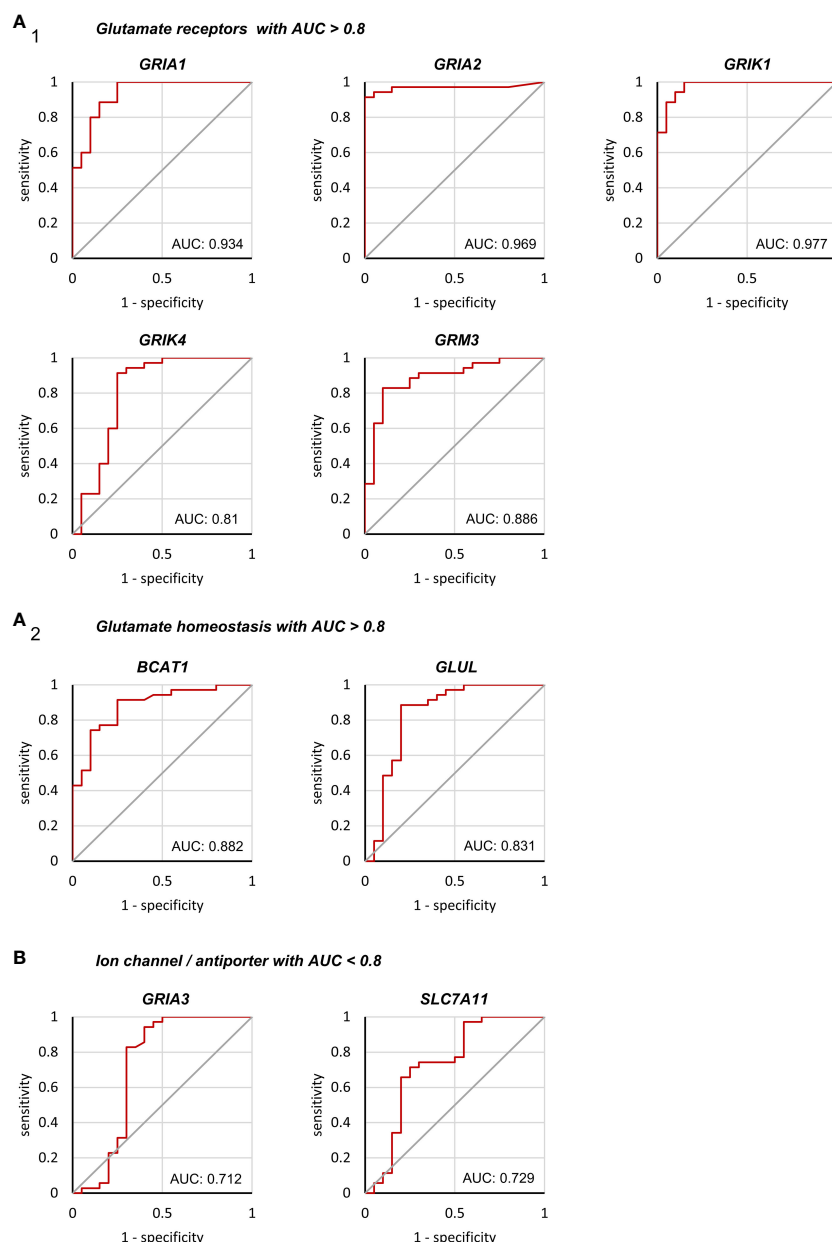 A1 Glutamate receptors with AUC > 0.8
GRIA1
1
0.8
0.6
0.4
0.2
0
sensitivity
AUC: 0.934
0 0.5 1
1 - specificity
GRIA2
1
0.8
0.6
0.4
0.2
0
sensitivity
AUC: 0.969
0 0.5 1
1 - specificity
GRIK1
1
0.8
0.6
0.4
0.2
0
sensitivity
AUC: 0.977
0 0.5
1 - specificity
GRIK4
1
0.8
0.6
0.4
0.2
0
sensitivity
AUC: 0.81
0 0.5 1
1 - specificity
GRM3
1
0.8
0.6
0.4
0.2
0
sensitivity
AUC: 0.886
0 0.5 1
1 - specificity
A2 Glutamate homeostasis with AUC > 0.8
BCAT1
1
0.8
0.6
0.4
0.2
0
sensitivity
AUC: 0.882
0 0.5 1
1 - specificity
GLUL
1
0.8
0.6
0.4
0.2
0
sensitivity
AUC: 0.831
0 0.5 1
1 - specificity
B Ion channel / antiporter with AUC < 0.8
GRIA3
1
0.8
0.6
0.4
0.2
0
sensitivity
AUC: 0.712
0 0.5 1
1 - specificity
SLC7A11
1
0.8
0.6
0.4
0.2
0
sensitivity
AUC: 0.729
0 0.5 1
1 - specificity